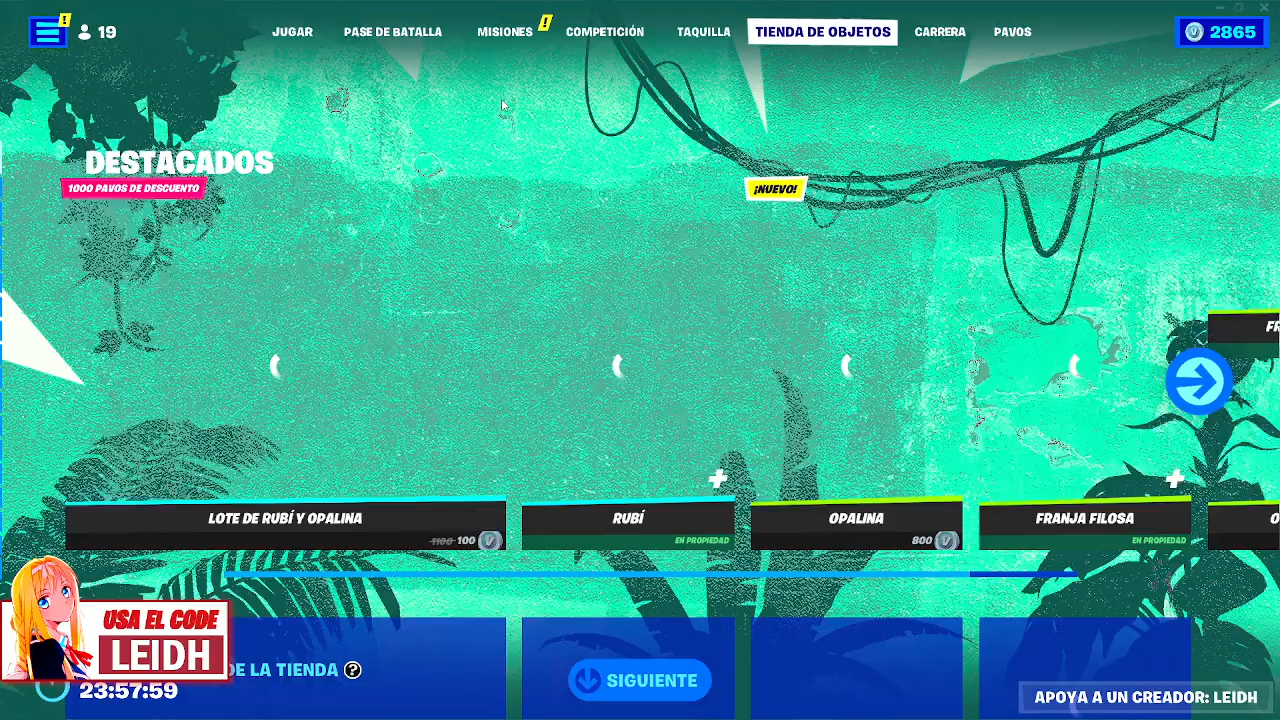 !
19
JUGAR
PASE DE BATALLA
MISIONES
!
COMPETICIÓN
TAQUILLA
TIENDA DE OBJETOS
CARRERA
PAVOS
V 2865
DESTACADOS
1000 PAVOS DE DESCUENTO
¡NUEVO!
LOTE DE RUBÍ Y OPALINA
1100 100 V
RUBÍ
EN PROPIEDAD
OPALINA
800 V
FRANJA FILOSA
EN PROPIEDAD
USA EL CODE
LEIDH
DE LA TIENDA ?
23:57:59
SIGUIENTE
APOYA A UN CREADOR: LEIDH